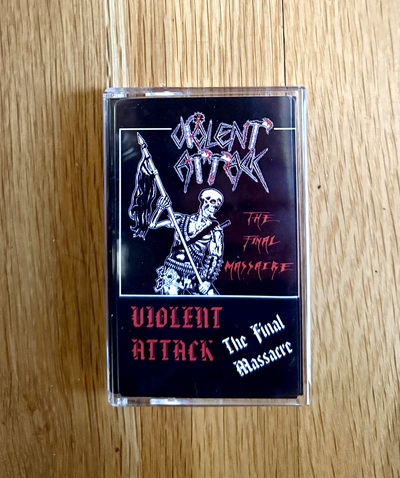 VIOLENT
ATTACK
THE
FINAL
MASSACRE
VIOLENT
ATTACK
The Final
Massacre